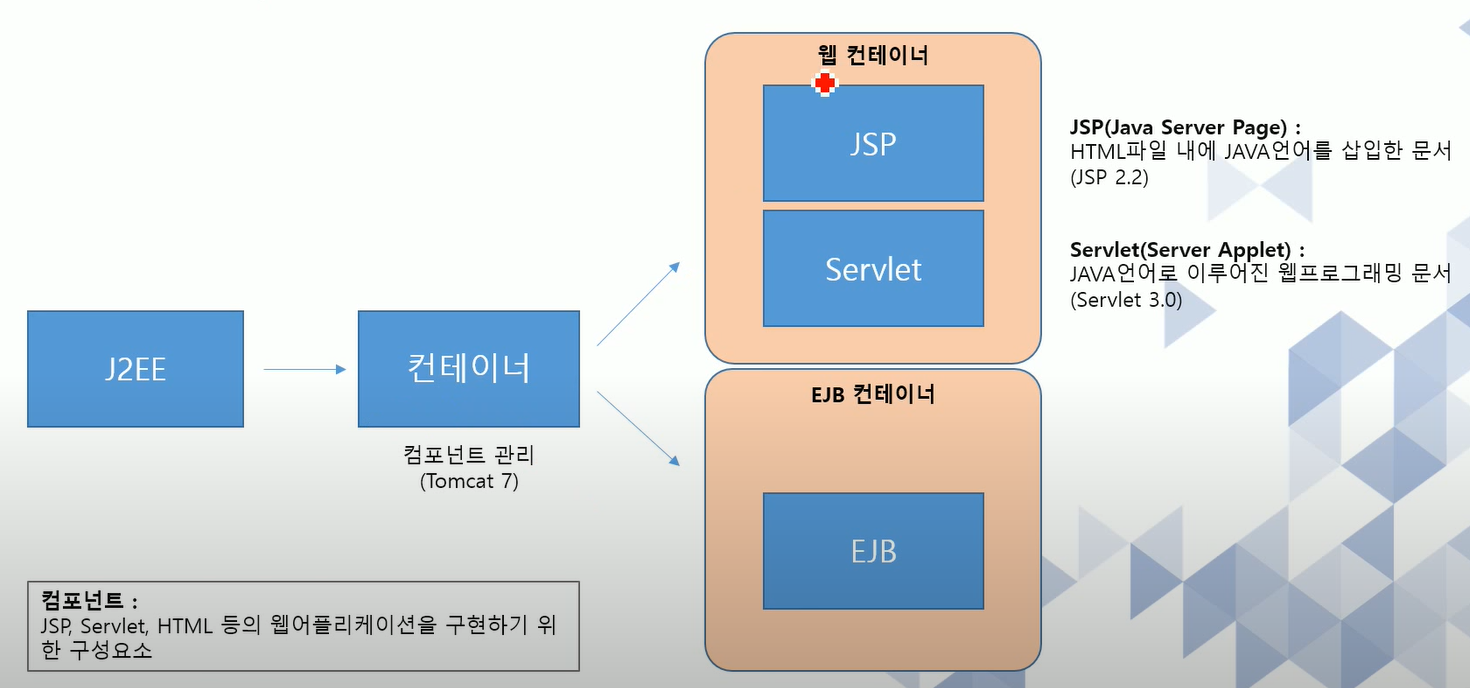 웹 컨테이너
JSP
Servlet
JSP(Java Server Page) :
HTML파일 내에 JAVA언어를 삽입한 문서
(JSP 2.2)
Servlet(Server Applet) :
JAVA언어로 이루어진 웹프로그래밍 문서
(Servlet 3.0)
J2EE
컨테이너
컴포넌트 관리
(Tomcat 7)
EJB 컨테이너
EJB
컴포넌트 :
JSP, Servlet, HTML 등의 웹어플리케이션을 구현하기 위
한 구성요소